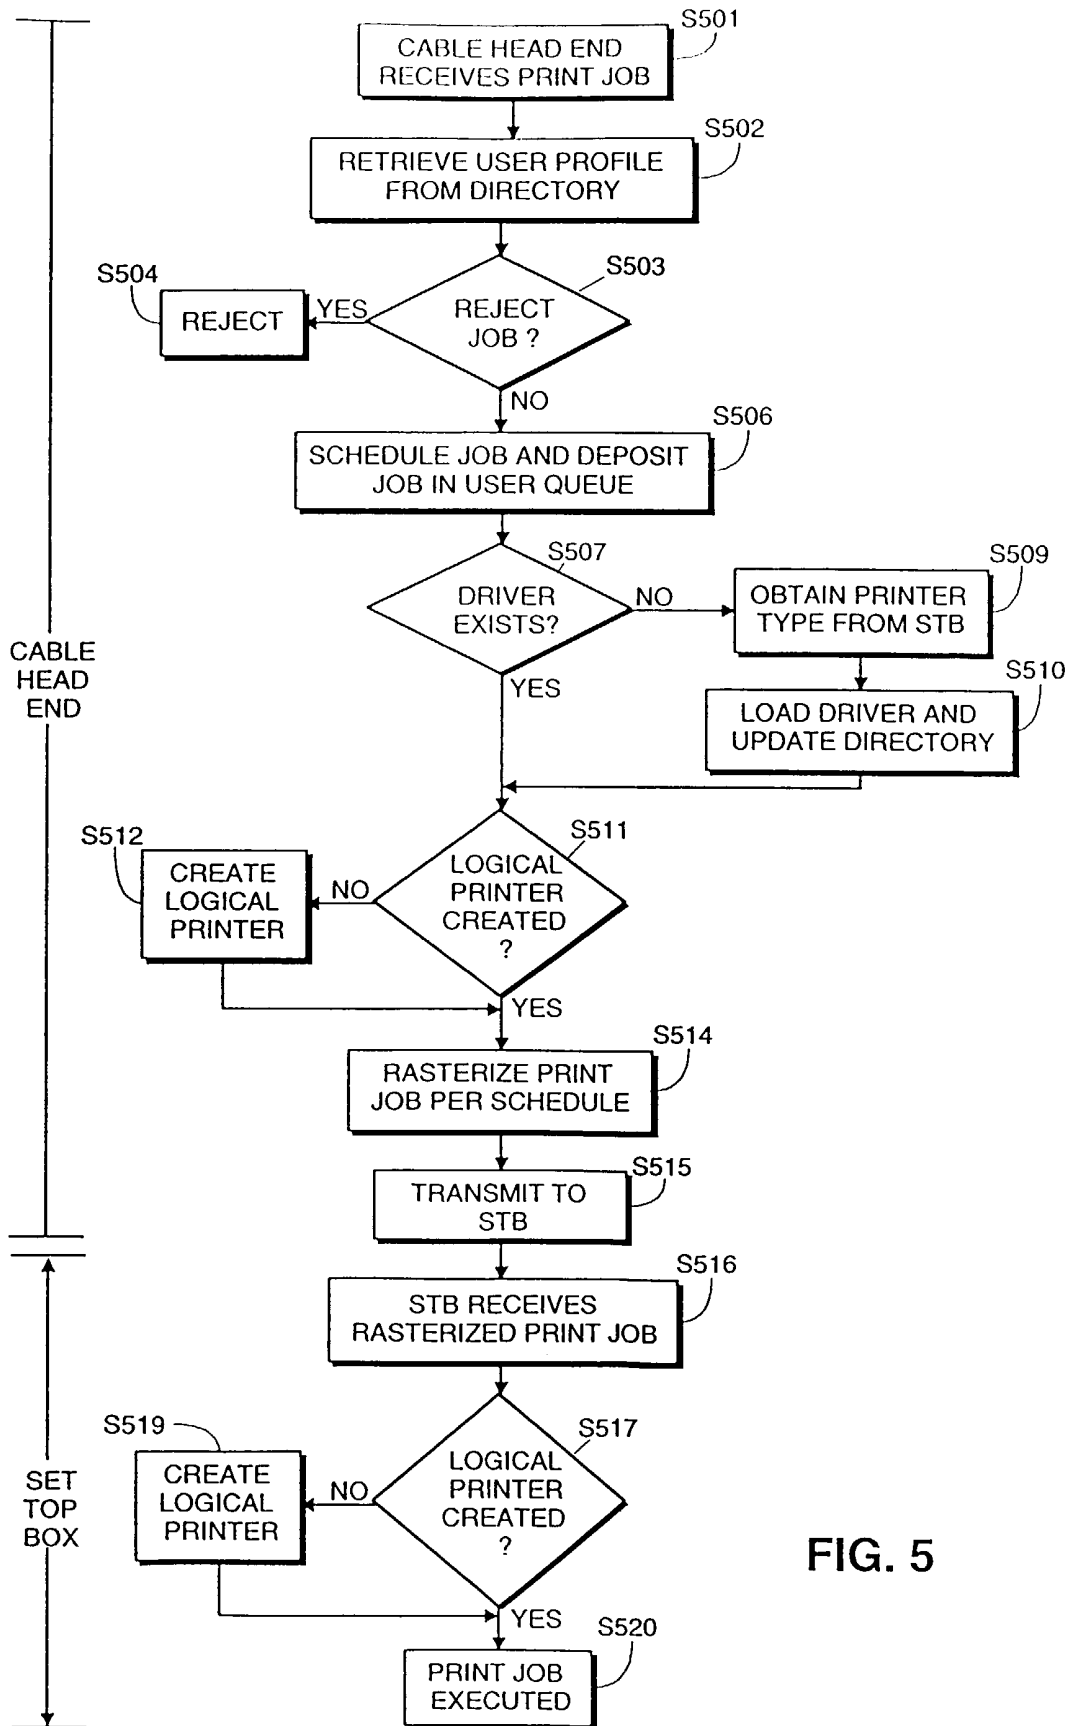 S501
CABLE HEAD END
RECEIVES PRINT JOB
S502
RETRIEVE USER PROFILE
FROM DIRECTORY
S503
REJECT
JOB ?
YES
S504
REJECT
NO
S506
SCHEDULE JOB AND DEPOSIT
JOB IN USER QUEUE
S507
DRIVER
EXISTS?
NO
S509
OBTAIN PRINTER
TYPE FROM STB
YES
S510
LOAD DRIVER AND
UPDATE DIRECTORY
CABLE
HEAD
END
S511
LOGICAL
PRINTER
CREATED
?
NO
S512
CREATE
LOGICAL
PRINTER
YES
S514
RASTERIZE PRINT
JOB PER SCHEDULE
S515
TRANSMIT TO
STB
S516
STB RECEIVES
RASTERIZED PRINT JOB
S517
LOGICAL
PRINTER
CREATED
?
NO
S519
CREATE
LOGICAL
PRINTER
SET
TOP
BOX
YES
S520
PRINT JOB
EXECUTED
FIG. 5